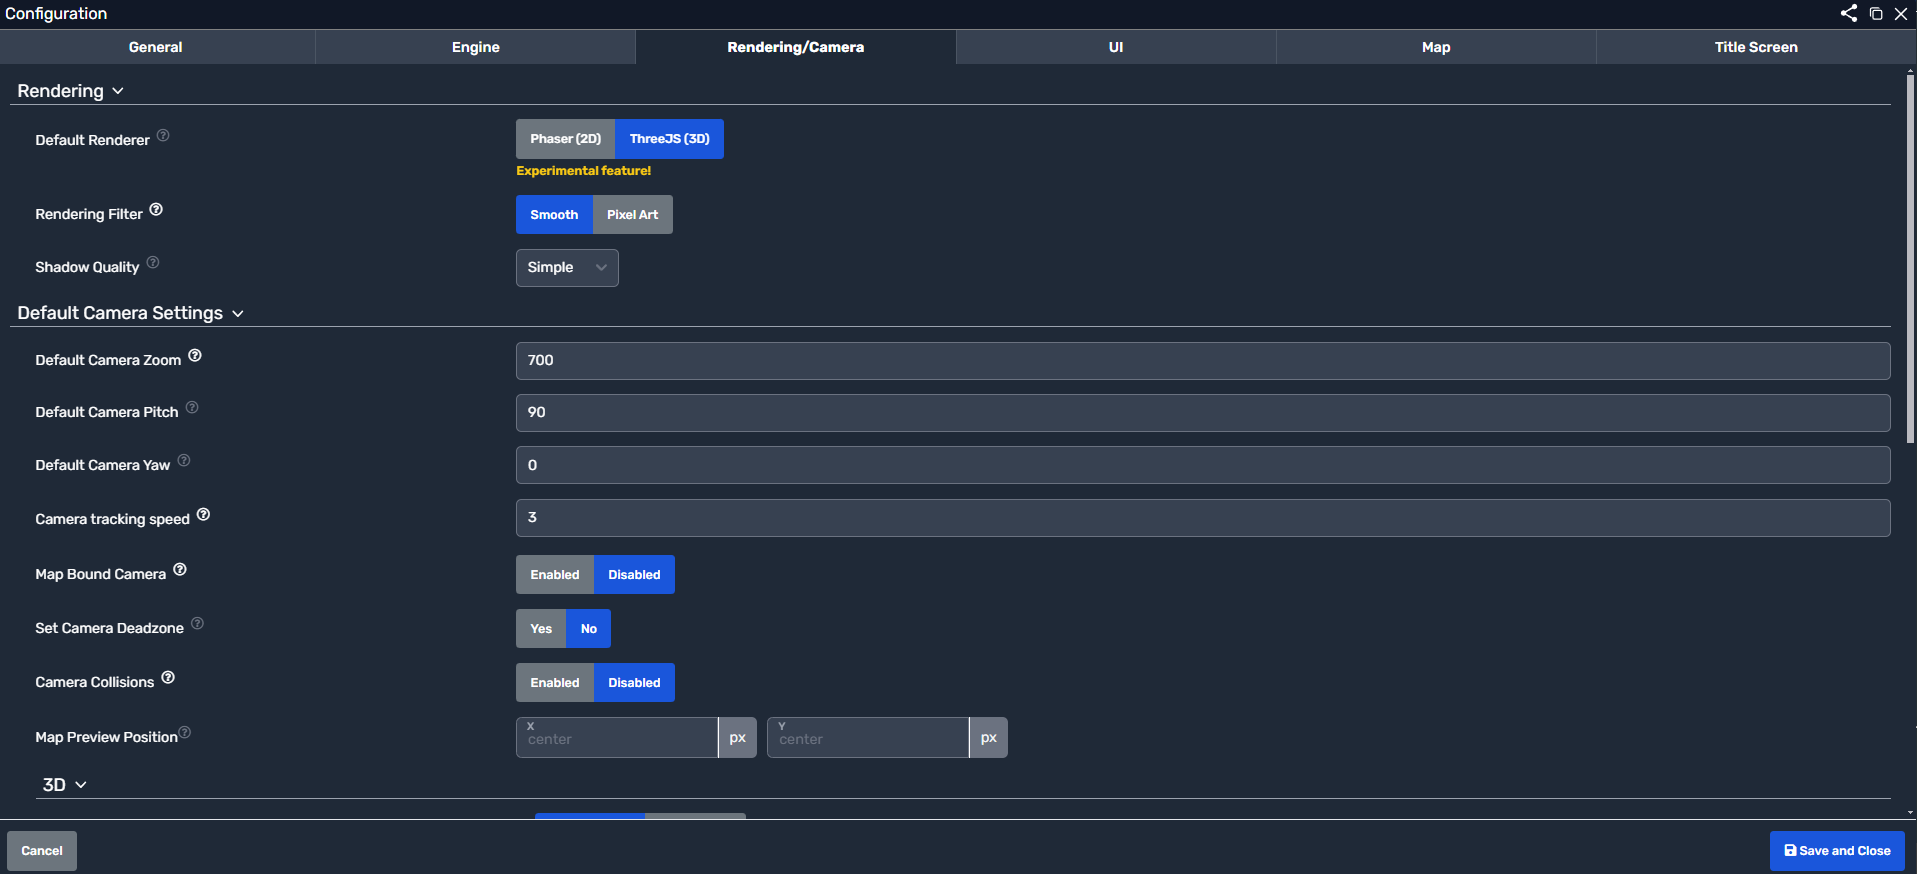 Configuration
General Engine Rendering/Camera UI Map Title Screen
Rendering
Default Renderer Phaser (2D) ThreeJS (3D)
Experimental feature!
Rendering Filter Smooth Pixel Art
Shadow Quality Simple
Default Camera Settings
Default Camera Zoom 700
Default Camera Pitch 90
Default Camera Yaw 0
Camera tracking speed 3
Map Bound Camera Enabled Disabled
Set Camera Deadzone Yes No
Camera Collisions Enabled Disabled
Map Preview Position X center px Y center px
3D
Cancel Save and Close